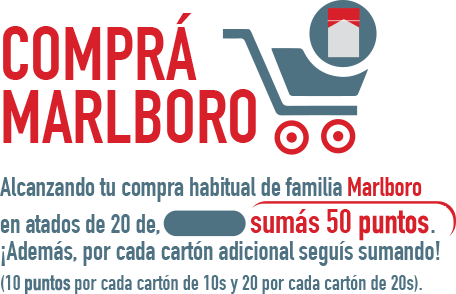 COMPRÁ
MARLBORO
Alcanzando tu compra habitual de familia Marlboro
en atados de 20 de, sumás 50 puntos.
¡Además, por cada cartón adicional seguís sumando!
(10 puntos por cada cartón de 10s y 20 por cada cartón de 20s).